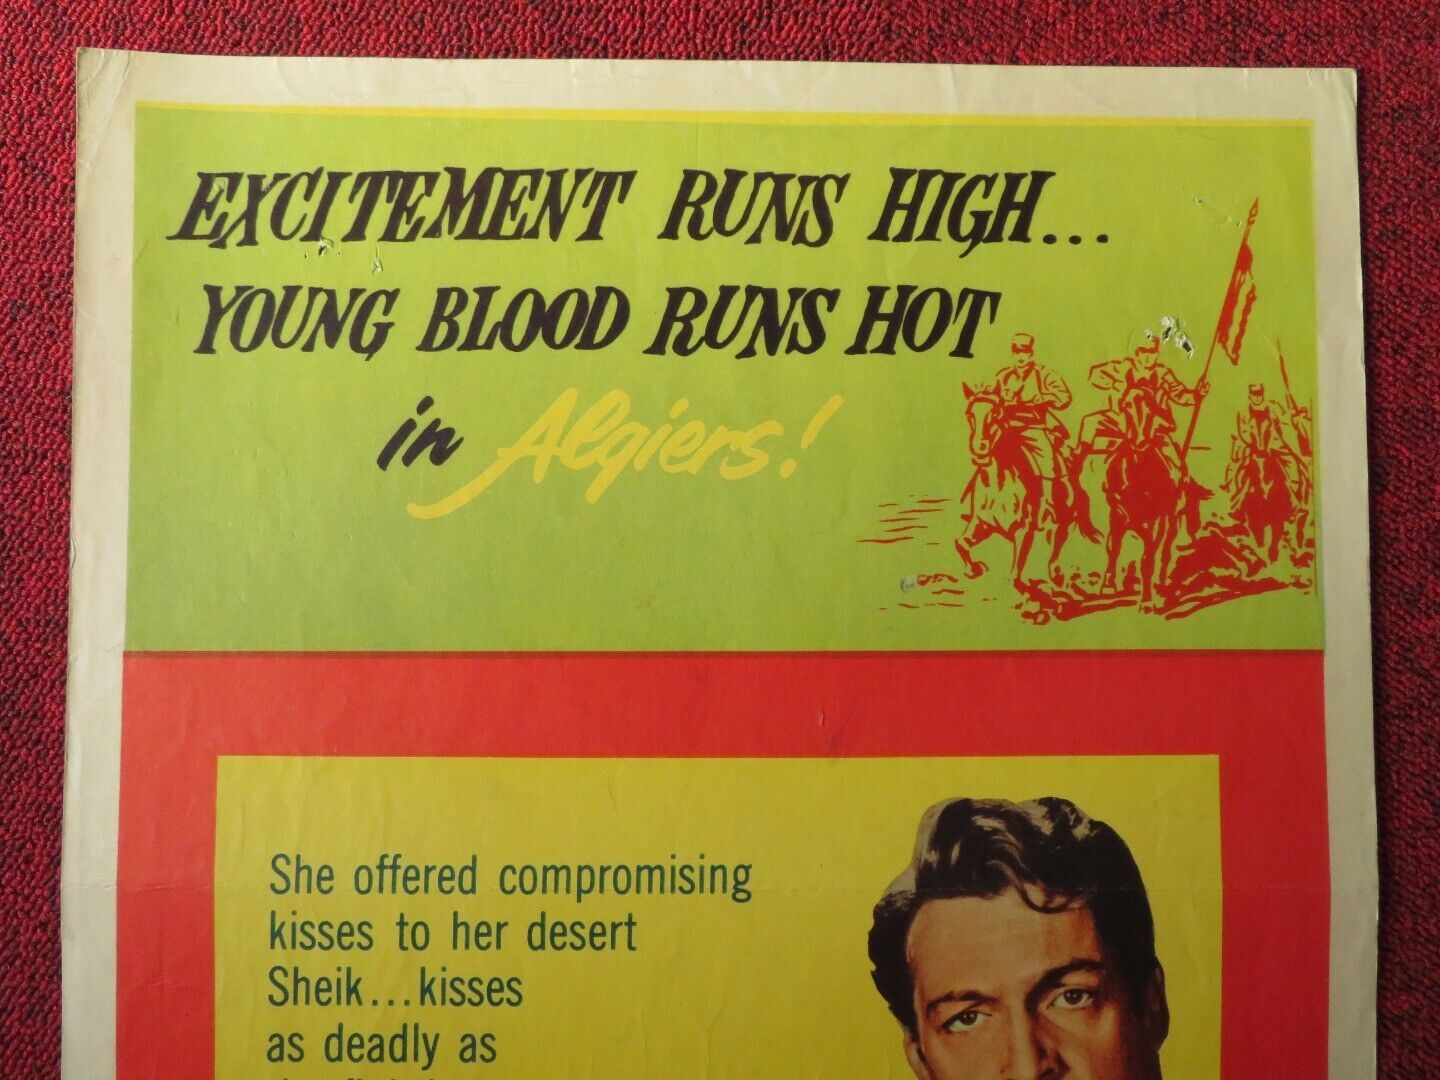 EXCITEMENT RUNS HIGH...
YOUNG BLOOD RUNS HOT
in Algiers!
She offered compromising
kisses to her desert
Sheik...kisses
as deadly as